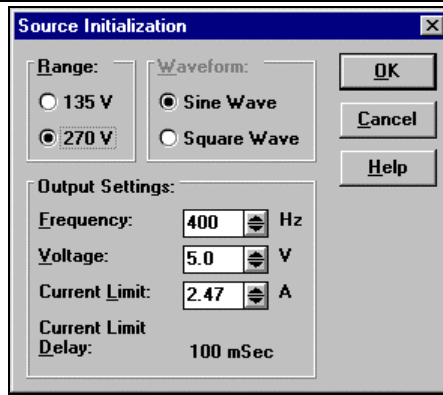 Source Initialization
Range:
135 V
270 V
Waveform:
Sine Wave
Square Wave
OK
Cancel
Help
Output Settings:
Frequency: 400 Hz
Voltage: 5.0 V
Current Limit: 2.47 A
Current Limit
Delay: 100 mSec